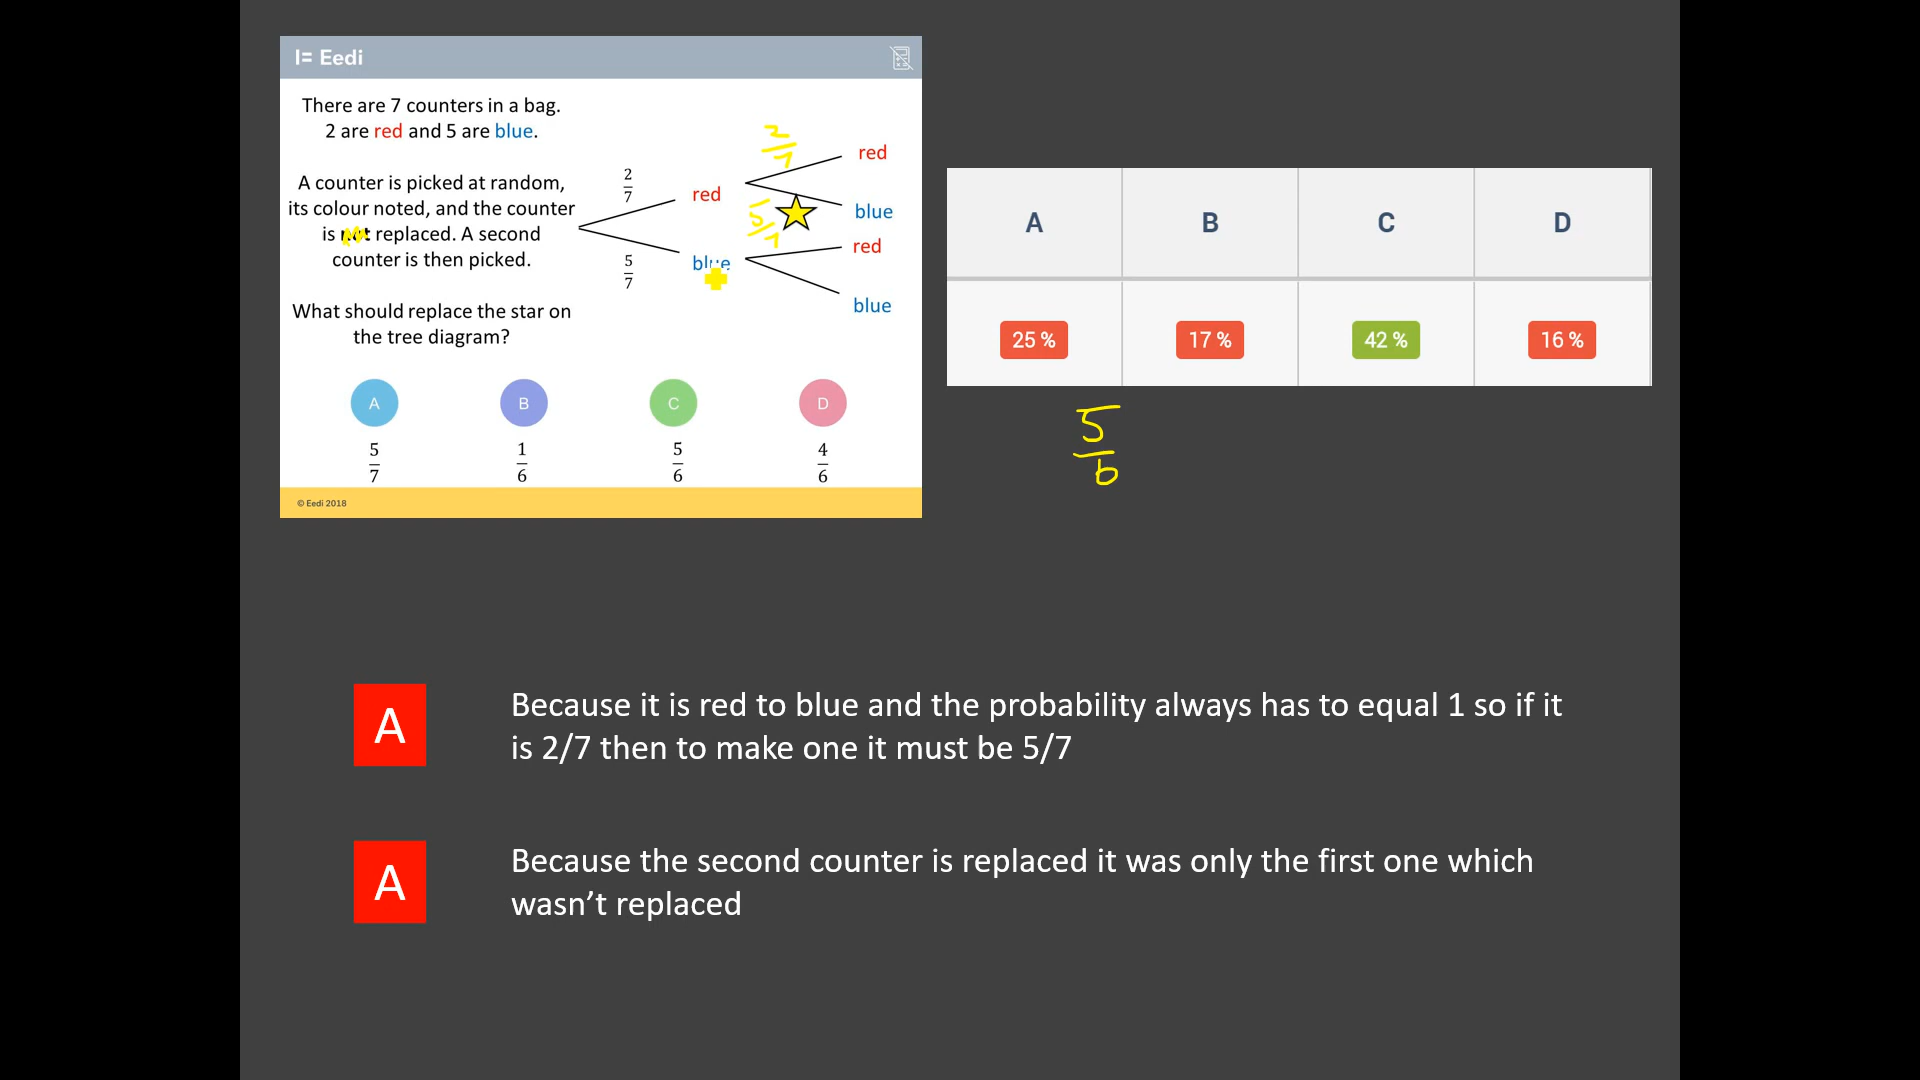 Eedi
There are 7 counters in a bag.
2 are red and 5 are blue.
A counter is picked at random,
its colour noted, and the counter
is not replaced. A second
counter is then picked.
What should replace the star on
the tree diagram?
2/7
5/7
red
blue
2/7
5/7
red
blue
red
blue
A B C D
5/7 1/6 5/6 4/6
© Eedi 2018
A B C D
25 % 17 % 42 % 16 %
5/6
A
Because it is red to blue and the probability always has to equal 1 so if it
is 2/7 then to make one it must be 5/7
A
Because the second counter is replaced it was only the first one which
wasn’t replaced